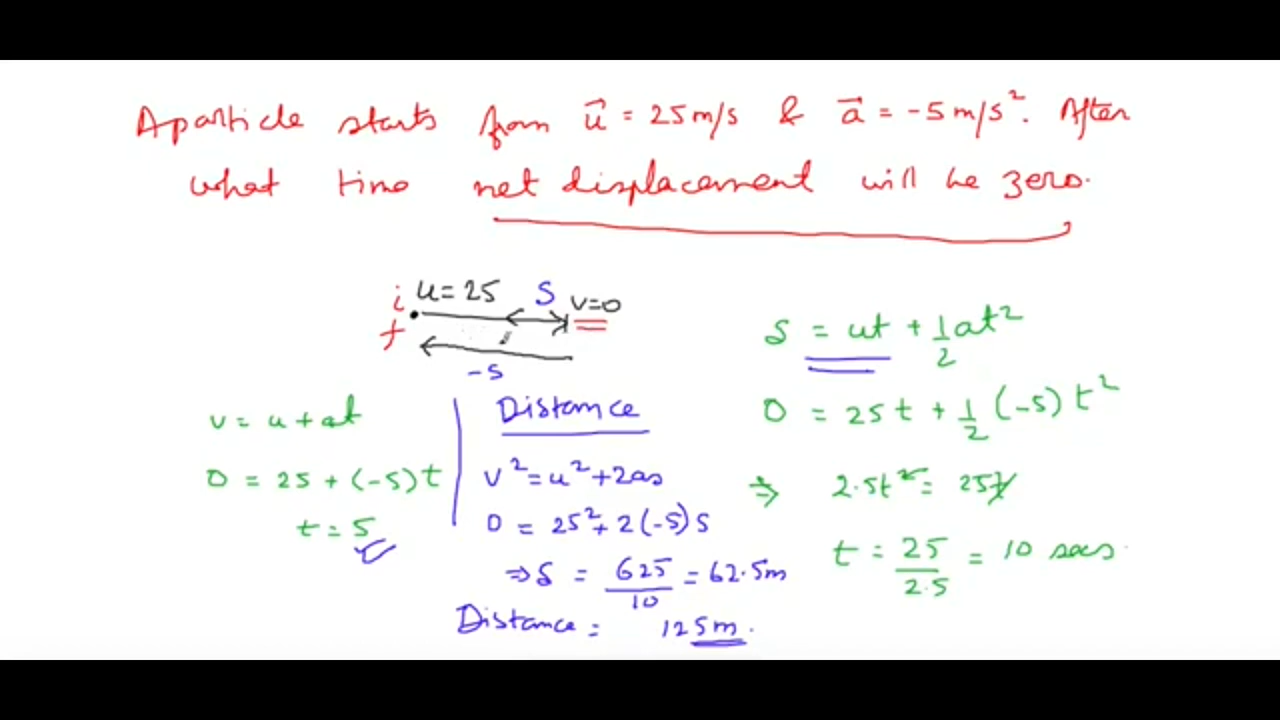 A particle starts from u⃗ = 25 m/s & a⃗ = -5 m/s². After
what time net displacement will be zero.
i u = 25 S v=0
f
-s
v = u + at
0 = 25 + (-5)t
t = 5
Distance
v² = u² + 2as
0 = 25² + 2(-5)s
⇒ s = 625/10 = 62.5m
Distance = 125m.
s = ut + 1/2 at²
0 = 25t + 1/2 (-5)t²
⇒ 2.5t² = 25t
t = 25/2.5 = 10 secs.